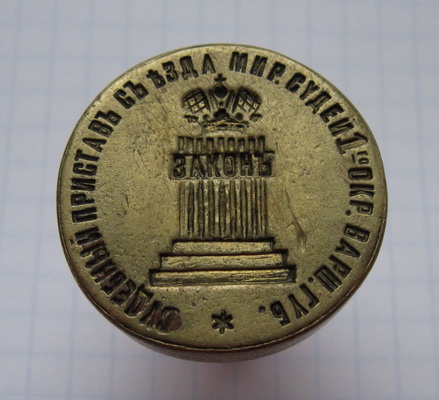 СУДЕБНЫЙ ПРИСТАВЪ СЪѢЗДА МИР. СУДЕЙ 1го ОКР. ВАРШ. ГУБ.
ЗАКОНЪ